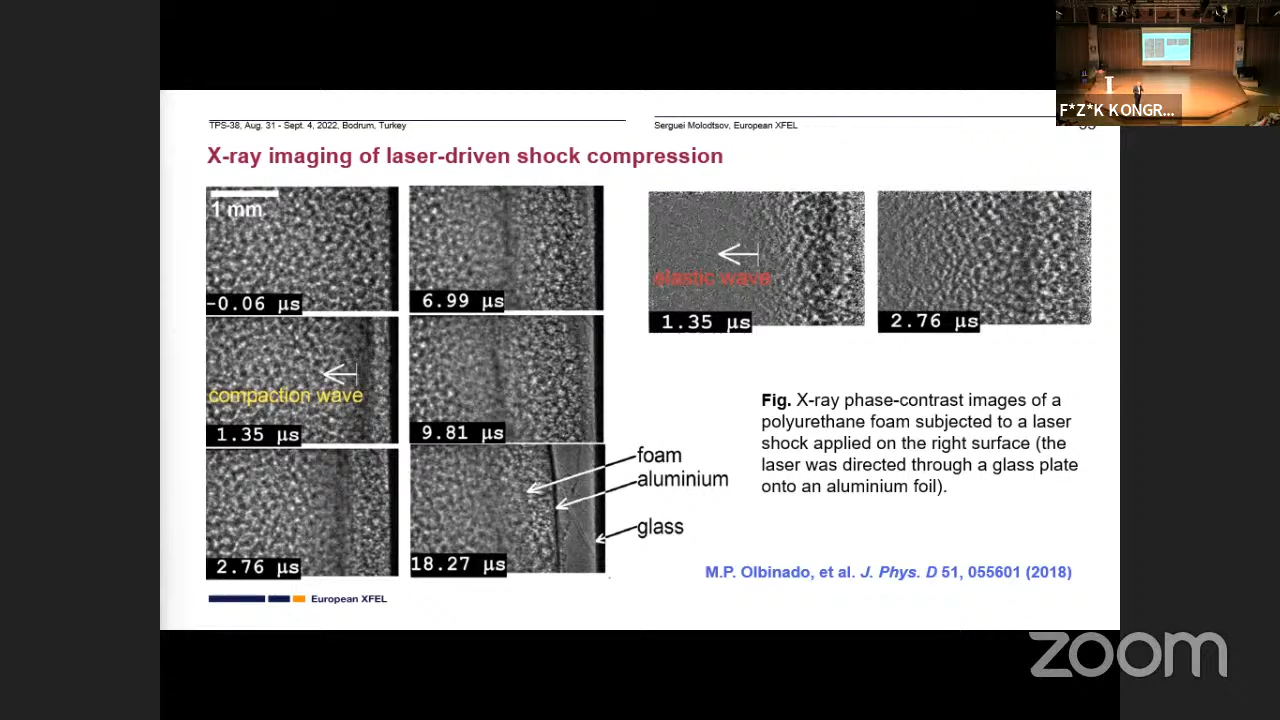 F*Z*K KONGR...
TPS-38, Aug. 31 - Sept. 4, 2022, Bodrum, Turkey
Serguei Molodtsov, European XFEL
X-ray imaging of laser-driven shock compression
1 mm
-0.06 µs
6.99 µs
compaction wave
1.35 µs
9.81 µs
2.76 µs
18.27 µs
foam
aluminium
glass
elastic wave
1.35 µs
2.76 µs
Fig. X-ray phase-contrast images of a
polyurethane foam subjected to a laser
shock applied on the right surface (the
laser was directed through a glass plate
onto an aluminium foil).
M.P. Olbinado, et al. J. Phys. D 51, 055601 (2018)
European XFEL
zoom